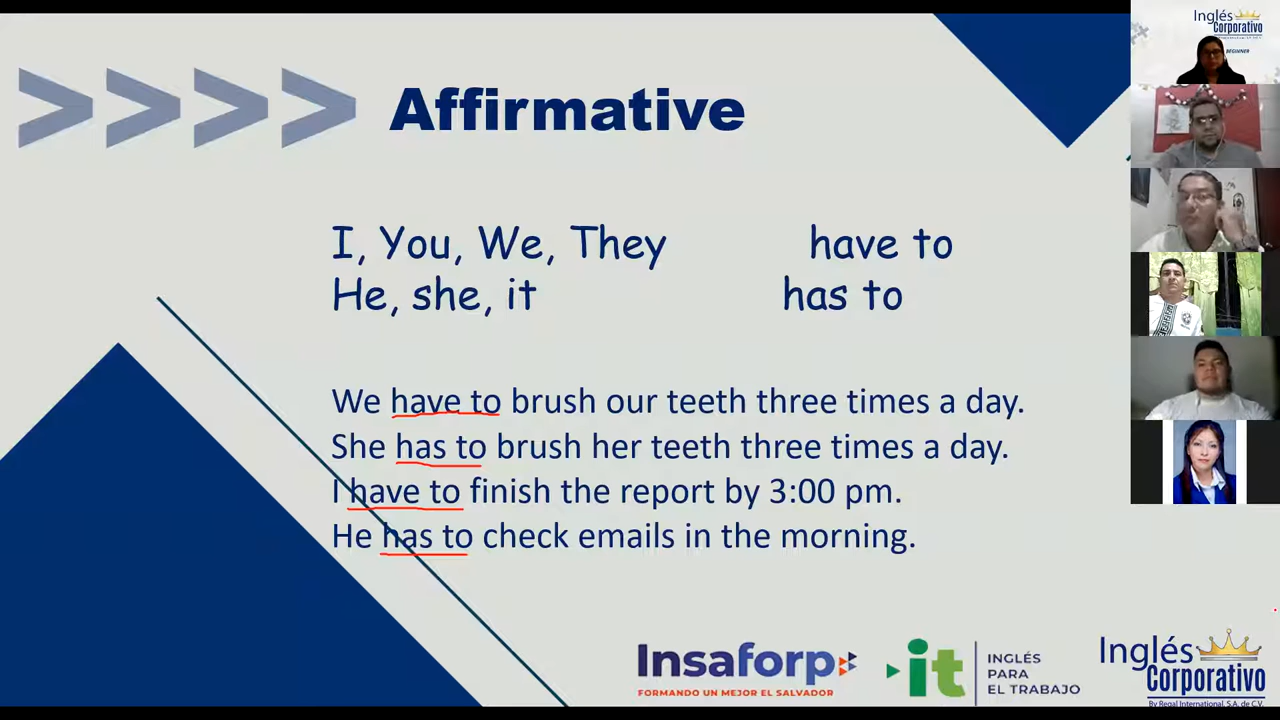 Affirmative
I, You, We, They have to
He, she, it has to
We have to brush our teeth three times a day.
She has to brush her teeth three times a day.
I have to finish the report by 3:00 pm.
He has to check emails in the morning.
Insaforp
FORMANDO UN MEJOR EL SALVADOR
it
INGLÉS
PARA
EL TRABAJO
Inglés
Corporativo
By Regal International, S.A. de C.V.
Inglés
Corporativo
BEGINNER